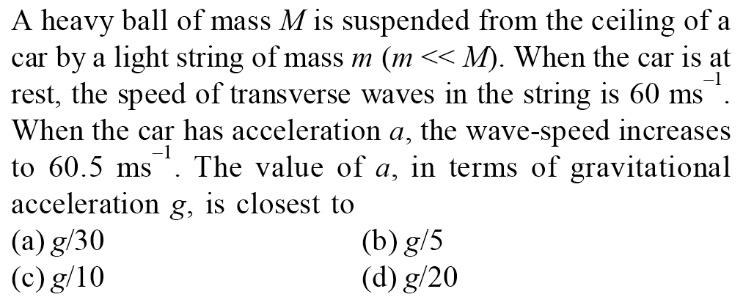 A heavy ball of mass M is suspended from the ceiling of a
car by a light string of mass m (m << M). When the car is at
rest, the speed of transverse waves in the string is 60 ms⁻¹.
When the car has acceleration a, the wave-speed increases
to 60.5 ms⁻¹. The value of a, in terms of gravitational
acceleration g, is closest to
(a) g/30 (b) g/5
(c) g/10 (d) g/20